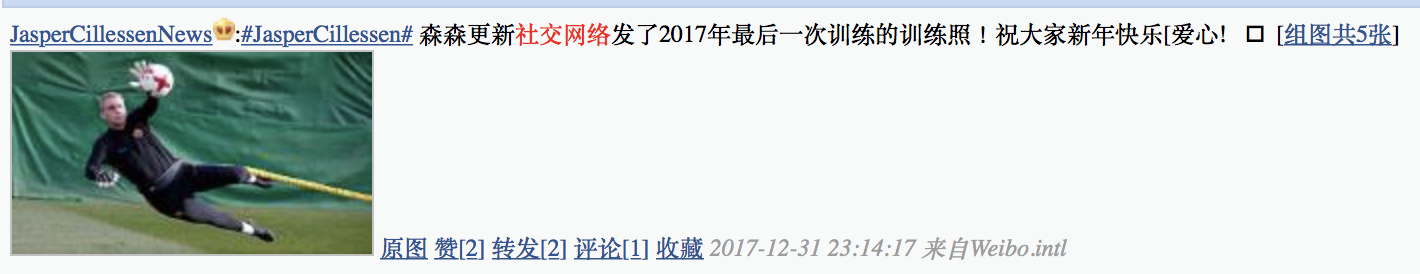 JasperCillessenNews:#JasperCillessen# 森森更新社交网络发了2017年最后一次训练的训练照！祝大家新年快乐[爱心! 口 [组图共5张]
原图 赞[2] 转发[2] 评论[1] 收藏 2017-12-31 23:14:17 来自Weibo.intl